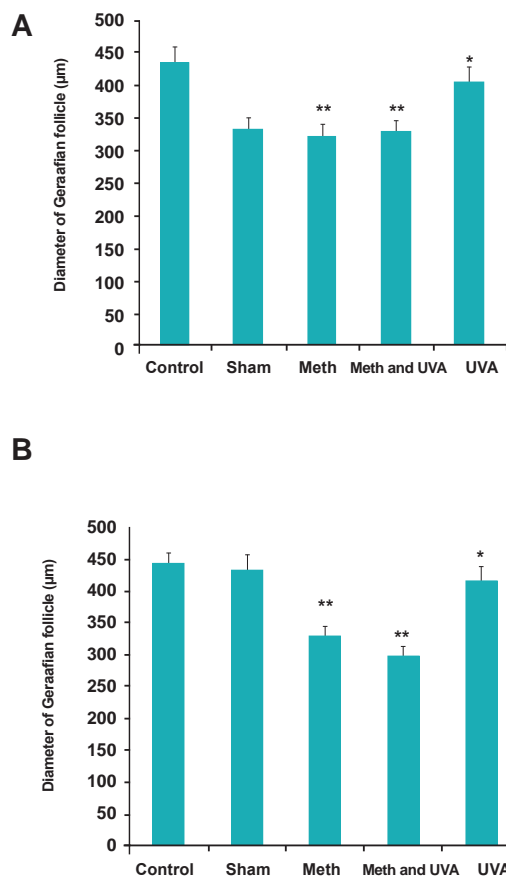 A
Diameter of Geraafian follicle (µm)
500
450
400
350
300
250
200
150
100
50
0
** ** *
Control Sham Meth Meth and UVA UVA
B
Diameter of Geraafian follicle (µm)
500
450
400
350
300
250
200
150
100
50
0
** ** *
Control Sham Meth Meth and UVA UVA